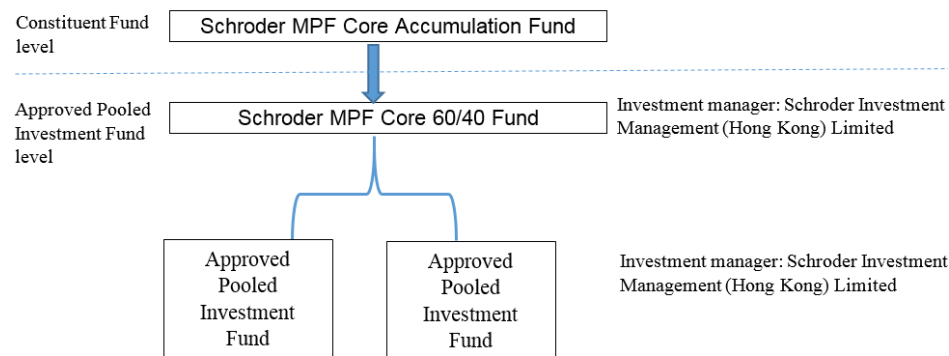 Constituent Fund
level
Schroder MPF Core Accumulation Fund
Approved Pooled
Investment Fund
level
Schroder MPF Core 60/40 Fund
Investment manager: Schroder Investment
Management (Hong Kong) Limited
Approved
Pooled
Investment
Fund
Approved
Pooled
Investment
Fund
Investment manager: Schroder Investment
Management (Hong Kong) Limited